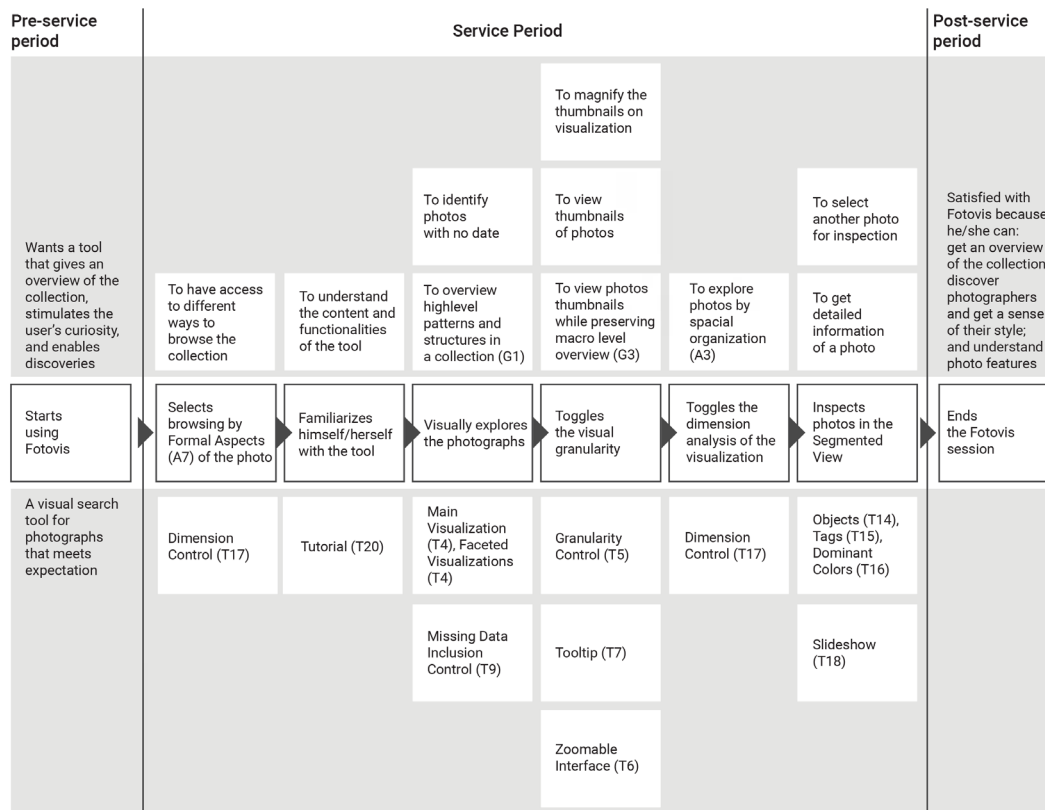 Pre-service
period
Service Period
Post-service
period
To magnify the
thumbnails on
visualization
To identify
photos
with no date
To view
thumbnails
of photos
To select
another photo
for inspection
Wants a tool
that gives an
overview of the
collection,
stimulates the
user's curiosity,
and enables
discoveries
To have access
to different
ways to
browse the
collection
To understand
the content and
functionalities
of the tool
To overview
highlevel
patterns and
structures in
a collection (G1)
To view photos
thumbnails
while preserving
macro level
overview (G3)
To explore
photos by
spacial
organization
(A3)
To get
detailed
information
of a photo
Satisfied with
Fotovis because
he/she can:
get an overview
of the collection
discover
photographers
and get a sense
of their style;
and understand
photo features
Starts
using
Fotovis
Selects
browsing by
Formal Aspects
(A7) of the photo
Familiarizes
himself/herself
with the tool
Visually explores
the photographs
Toggles
the visual
granularity
Toggles the
dimension
analysis of the
visualization
Inspects
photos in the
Segmented
View
Ends
the Fotovis
session
A visual search
tool for
photographs
that meets
expectation
Dimension
Control (T17)
Tutorial (T20)
Main
Visualization
(T4), Faceted
Visualizations
(T4)
Granularity
Control (T5)
Dimension
Control (T17)
Objects (T14),
Tags (T15),
Dominant
Colors (T16)
Missing Data
Inclusion
Control (T9)
Tooltip (T7)
Slideshow
(T18)
Zoomable
Interface (T6)